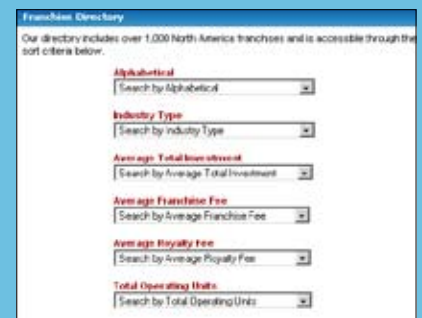 Franchise Directory
Our directory includes over 1,000 North America franchises and is accessible through the
sort criteria below.
Alphabetical
Search by Alphabetical
Industry Type
Search by Industry Type
Average Total Investment
Search by Average Total Investment
Average Franchise Fee
Search by Average Franchise Fee
Average Royalty Fee
Search by Average Royalty Fee
Total Operating Units
Search by Total Operating Units